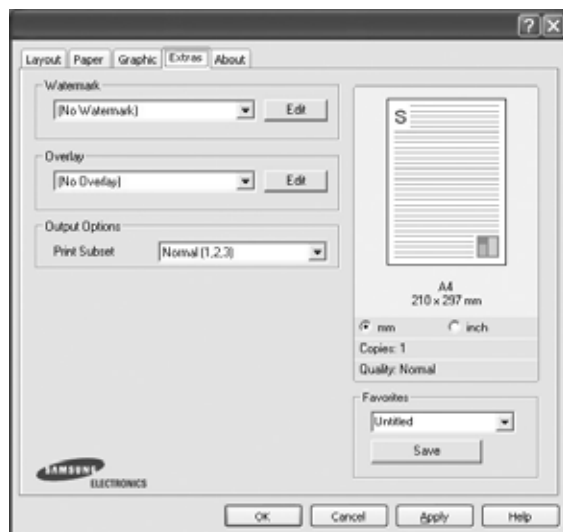 Layout Paper Graphic Extras About
Watermark
(No Watermark)
Edit
Overlay
(No Overlay)
Edit
Output Options
Print Subset
Normal (1,2,3)
S
A4
210 x 297 mm
mm
inch
Copies: 1
Quality: Normal
Favorites
Untitled
Save
SAMSUNG
ELECTRONICS
OK Cancel Apply Help